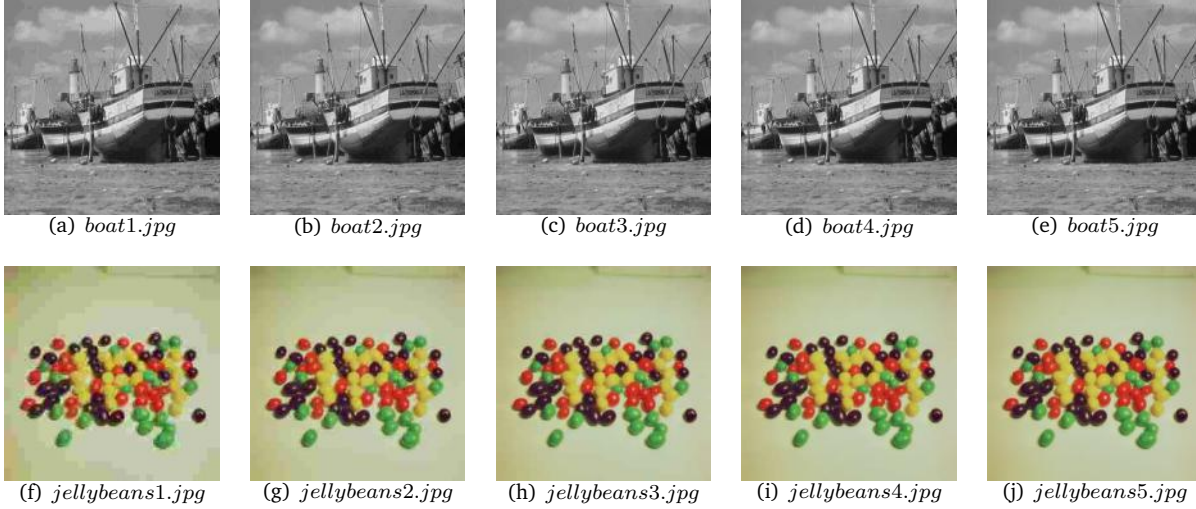 (a) boat1.jpg
(b) boat2.jpg
(c) boat3.jpg
(d) boat4.jpg
(e) boat5.jpg
(f) jellybeans1.jpg
(g) jellybeans2.jpg
(h) jellybeans3.jpg
(i) jellybeans4.jpg
(j) jellybeans5.jpg